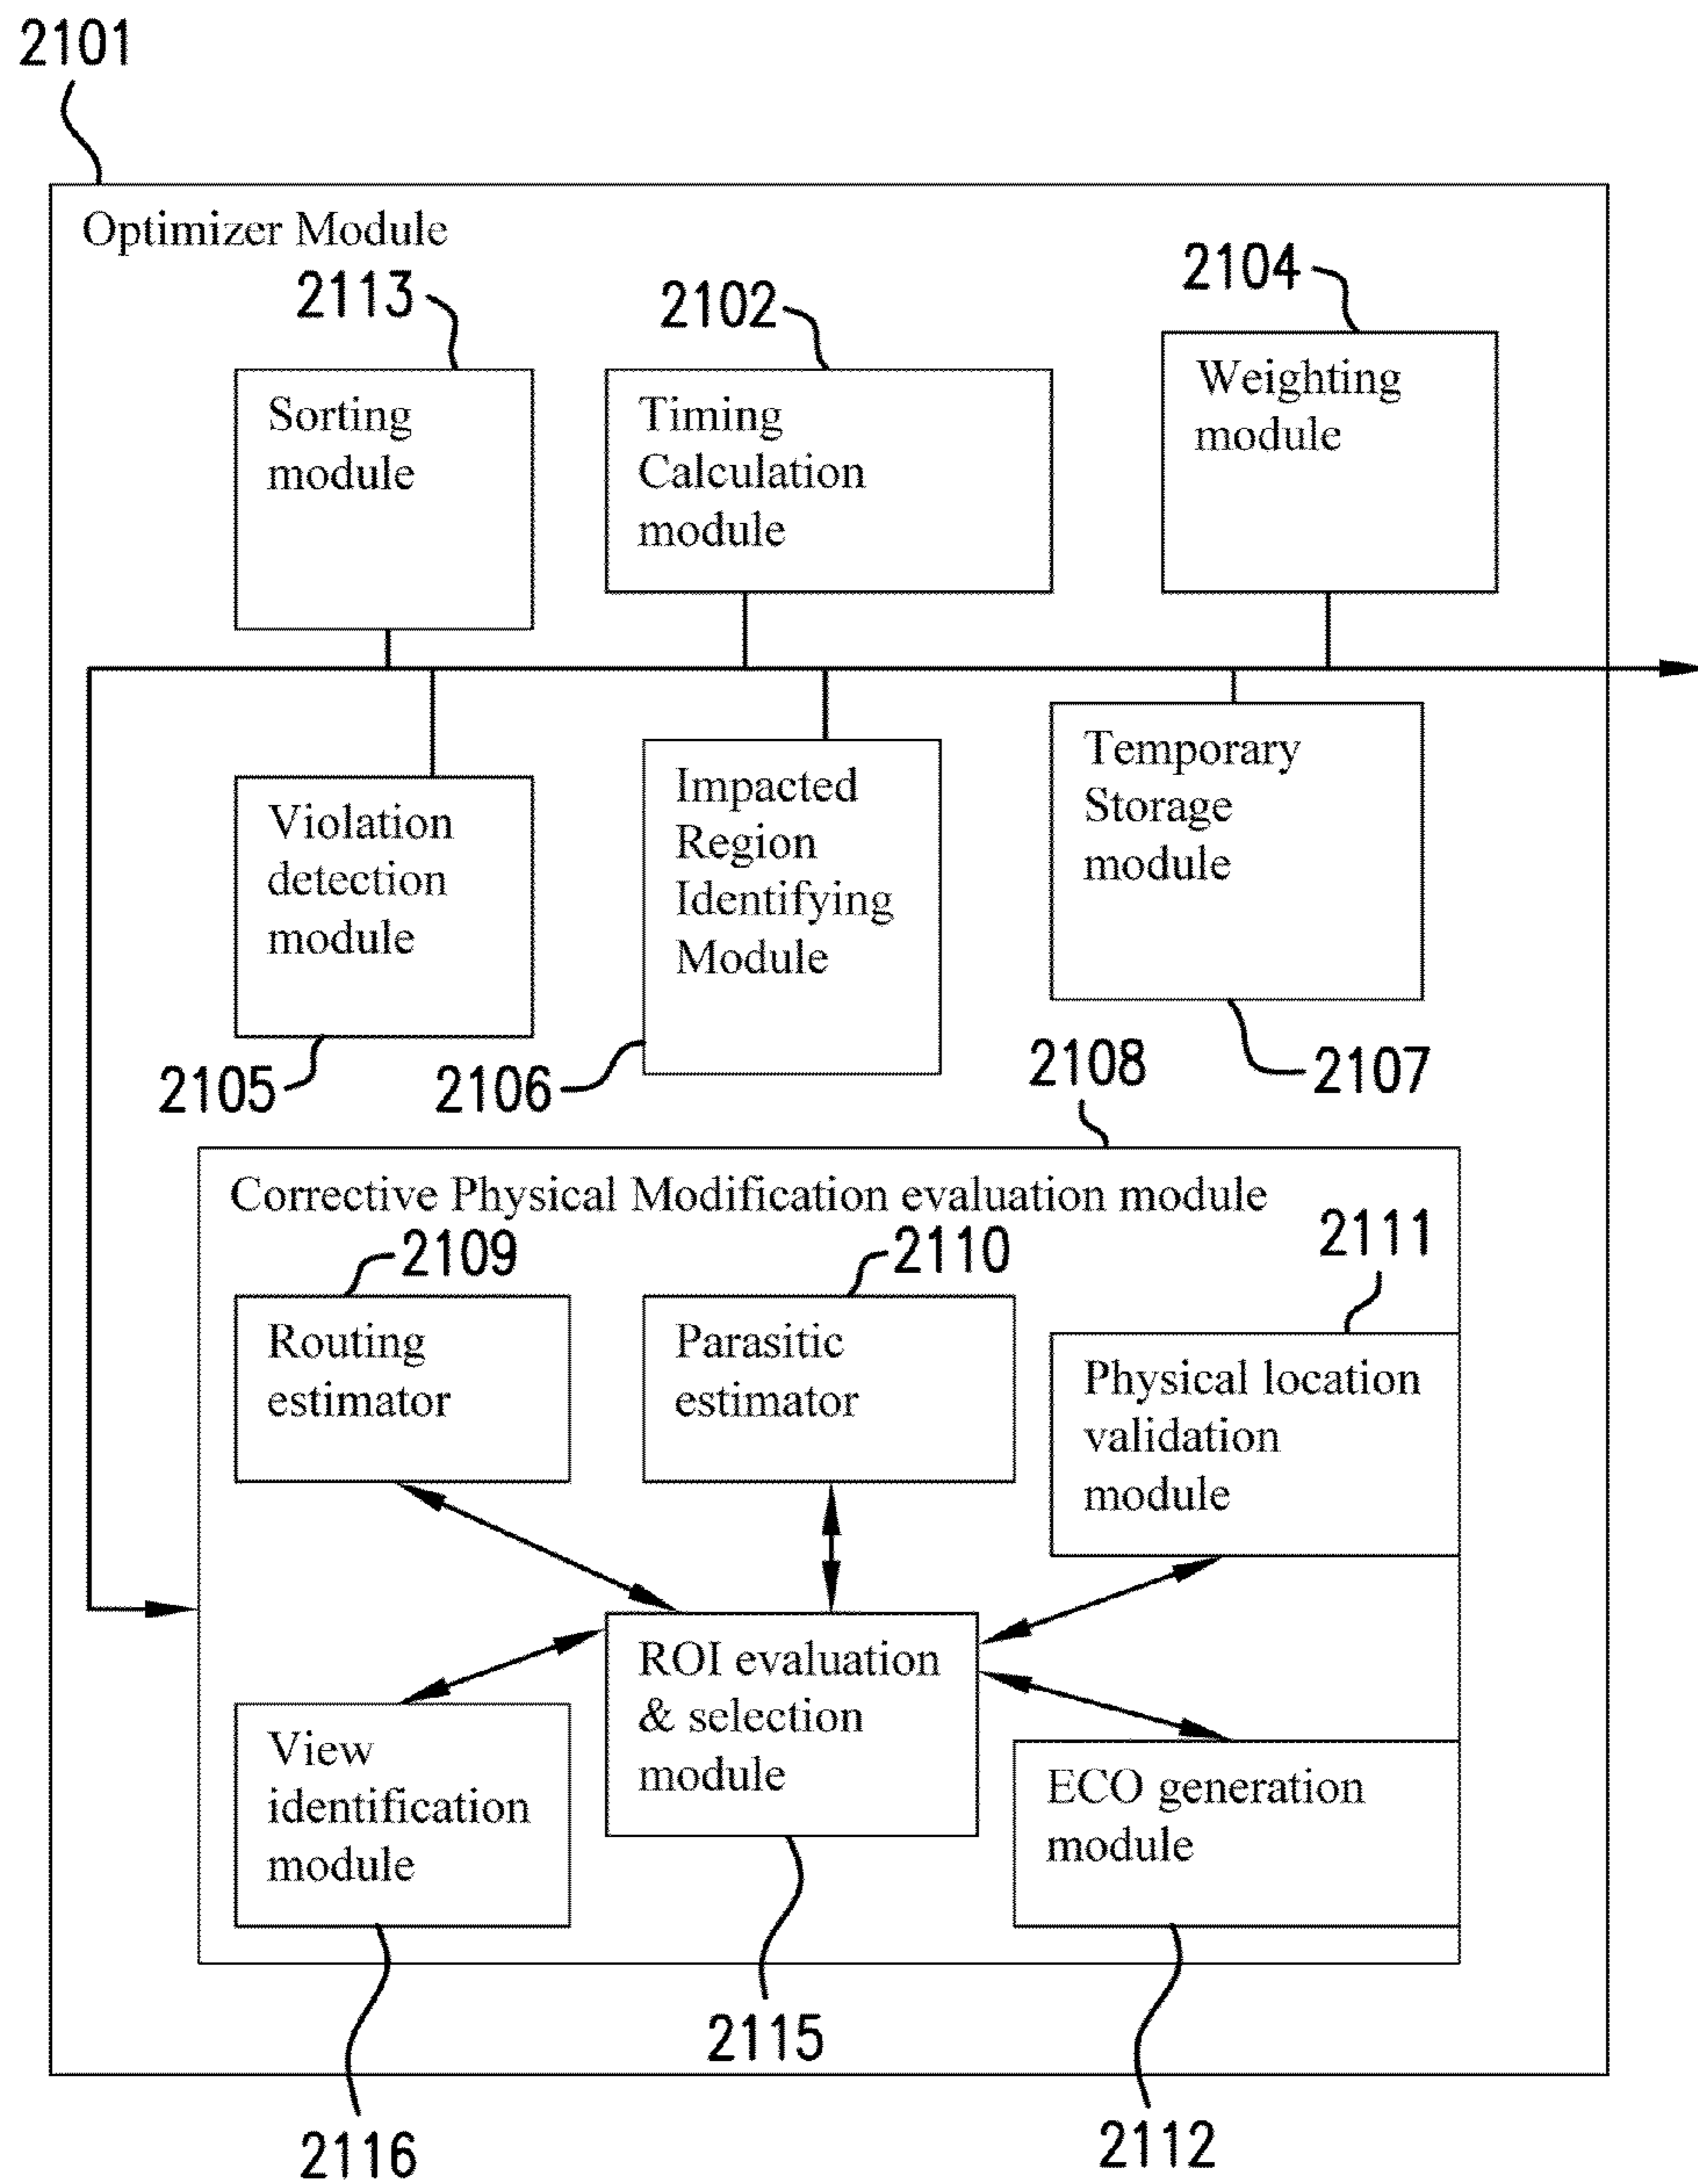 2101
Optimizer Module
2113
2102
2104
Sorting
module
Timing
Calculation
module
Weighting
module
Violation
detection
module
Impacted
Region
Identifying
Module
Temporary
Storage
module
2105
2106
2107
2108
Corrective Physical Modification evaluation module
2109
2110
2111
Routing
estimator
Parasitic
estimator
Physical location
validation
module
View
identification
module
ROI evaluation
& selection
module
ECO generation
module
2115
2116
2112